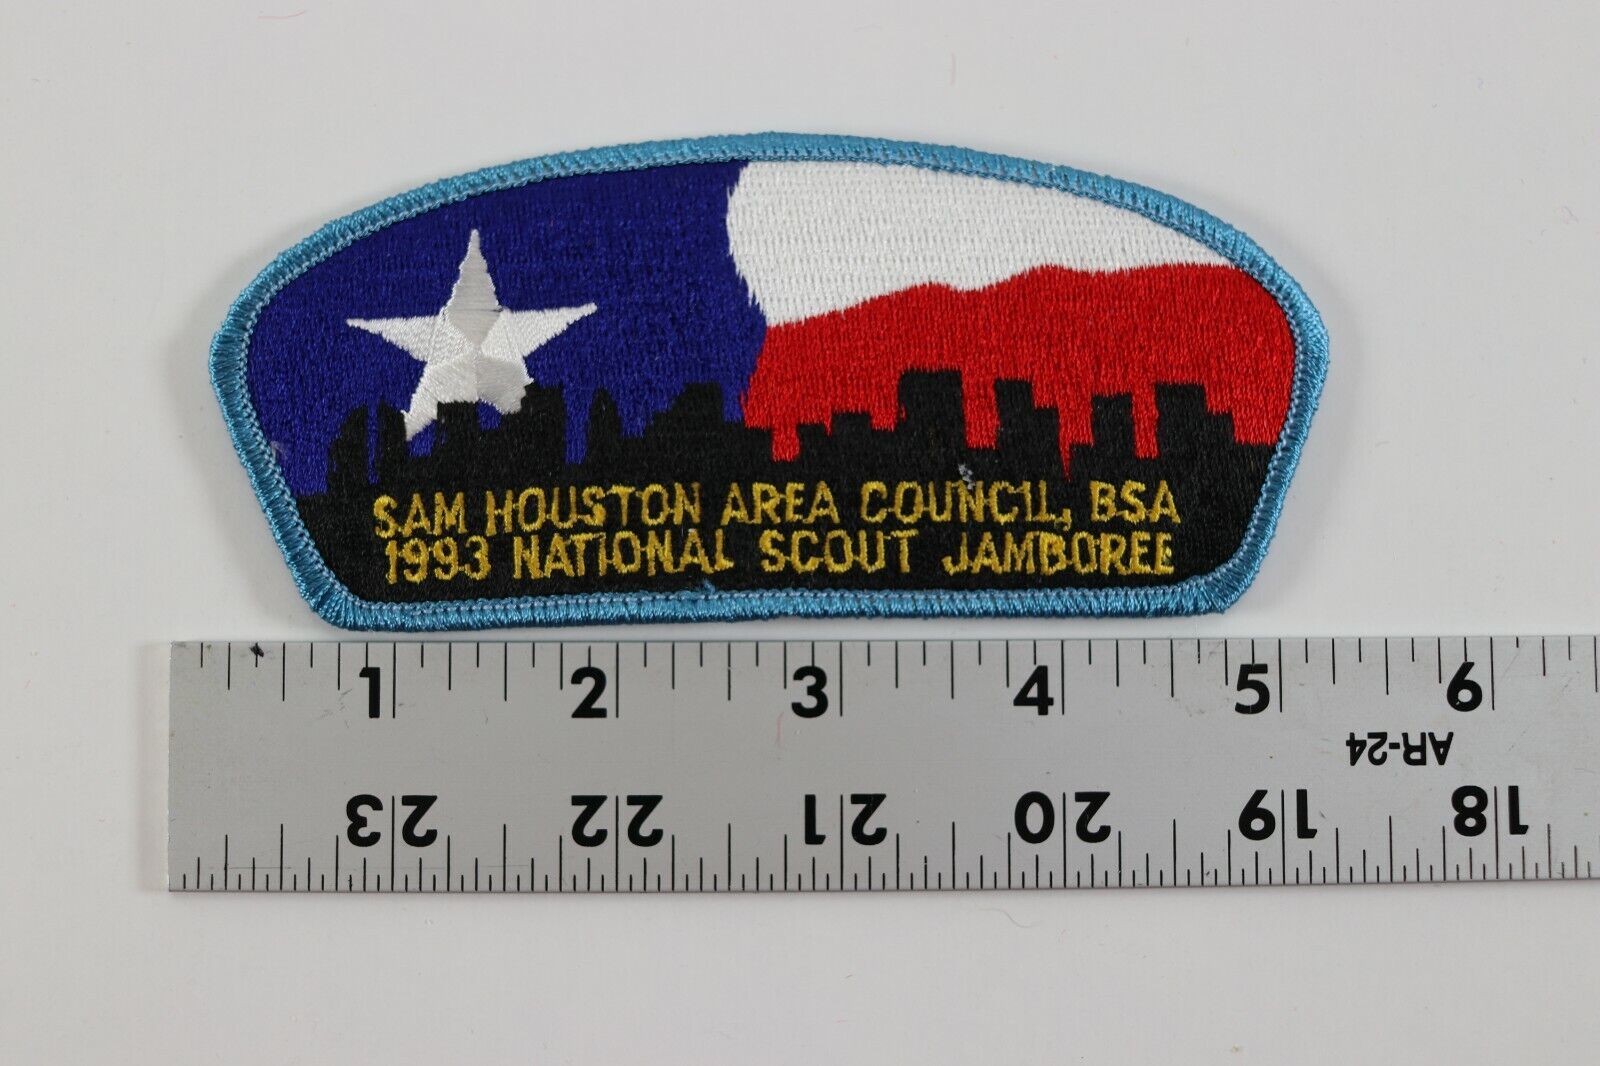 SAM HOUSTON AREA COUNCIL, BSA
1993 NATIONAL SCOUT JAMBOREE
1 2 3 4 5 6
AR-24
23 22 21 20 19 18